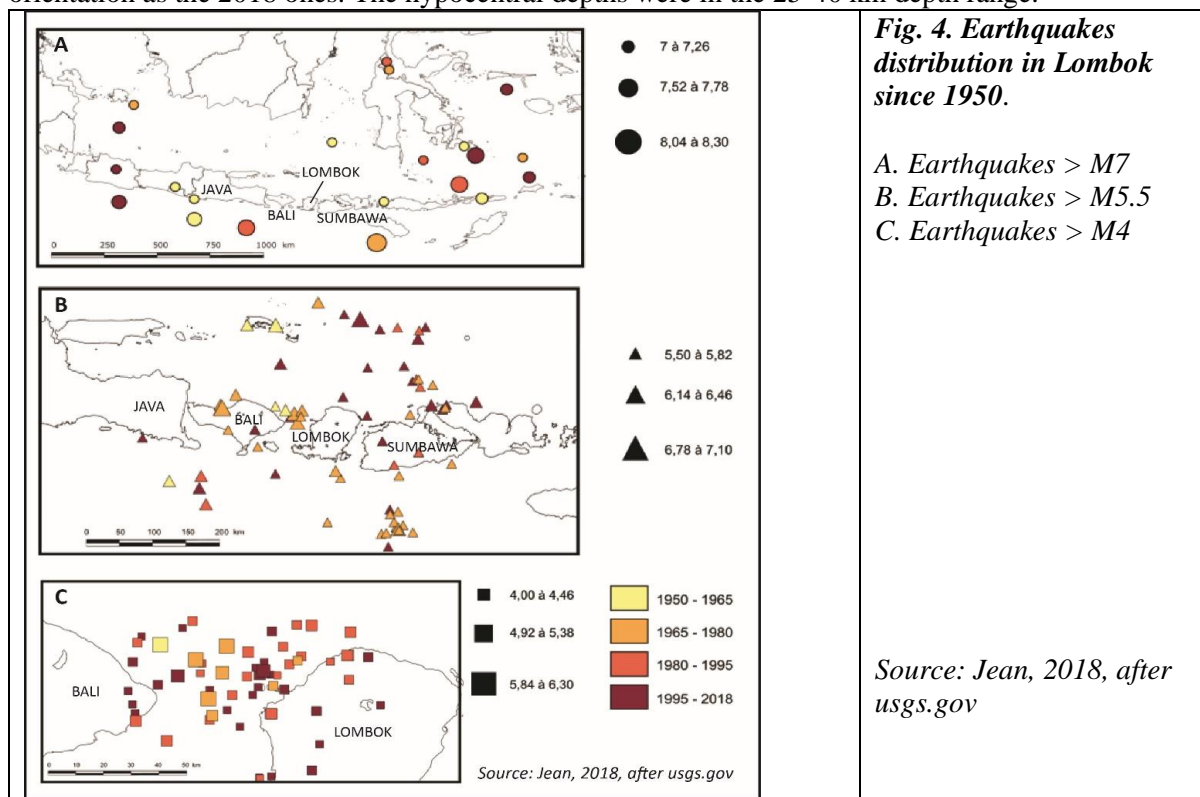 orientation as the 2018 ones. The hypocentral depths were in the 25-40 km depth range.
A
7 à 7,26
7,52 à 7,78
8,04 à 8,30
LOMBOK
JAVA
BALI
SUMBAWA
0 250 500 750 1000 km
B
5,50 à 5,82
6,14 à 6,46
6,78 à 7,10
JAVA
BALI
LOMBOK
SUMBAWA
0 50 100 150 200 km
C
4,00 à 4,46
4,92 à 5,38
5,84 à 6,30
1950 - 1965
1965 - 1980
1980 - 1995
1995 - 2018
BALI
LOMBOK
0 10 20 30 40 50 km
Source: Jean, 2018, after usgs.gov
Fig. 4. Earthquakes
distribution in Lombok
since 1950.
A. Earthquakes > M7
B. Earthquakes > M5.5
C. Earthquakes > M4
Source: Jean, 2018, after
usgs.gov